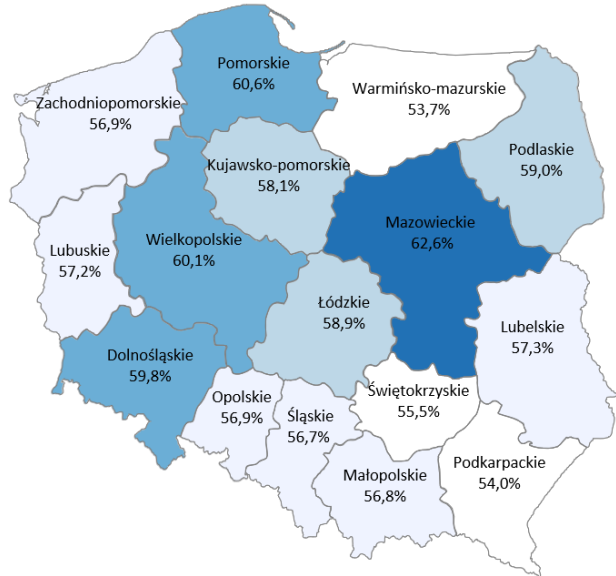 Pomorskie
60,6%
Warmińsko-mazurskie
53,7%
Zachodniopomorskie
56,9%
Podlaskie
59,0%
Kujawsko-pomorskie
58,1%
Mazowieckie
62,6%
Wielkopolskie
60,1%
Lubuskie
57,2%
Łódzkie
58,9%
Lubelskie
57,3%
Dolnośląskie
59,8%
Opolskie
56,9%
Śląskie
56,7%
Świętokrzyskie
55,5%
Małopolskie
56,8%
Podkarpackie
54,0%